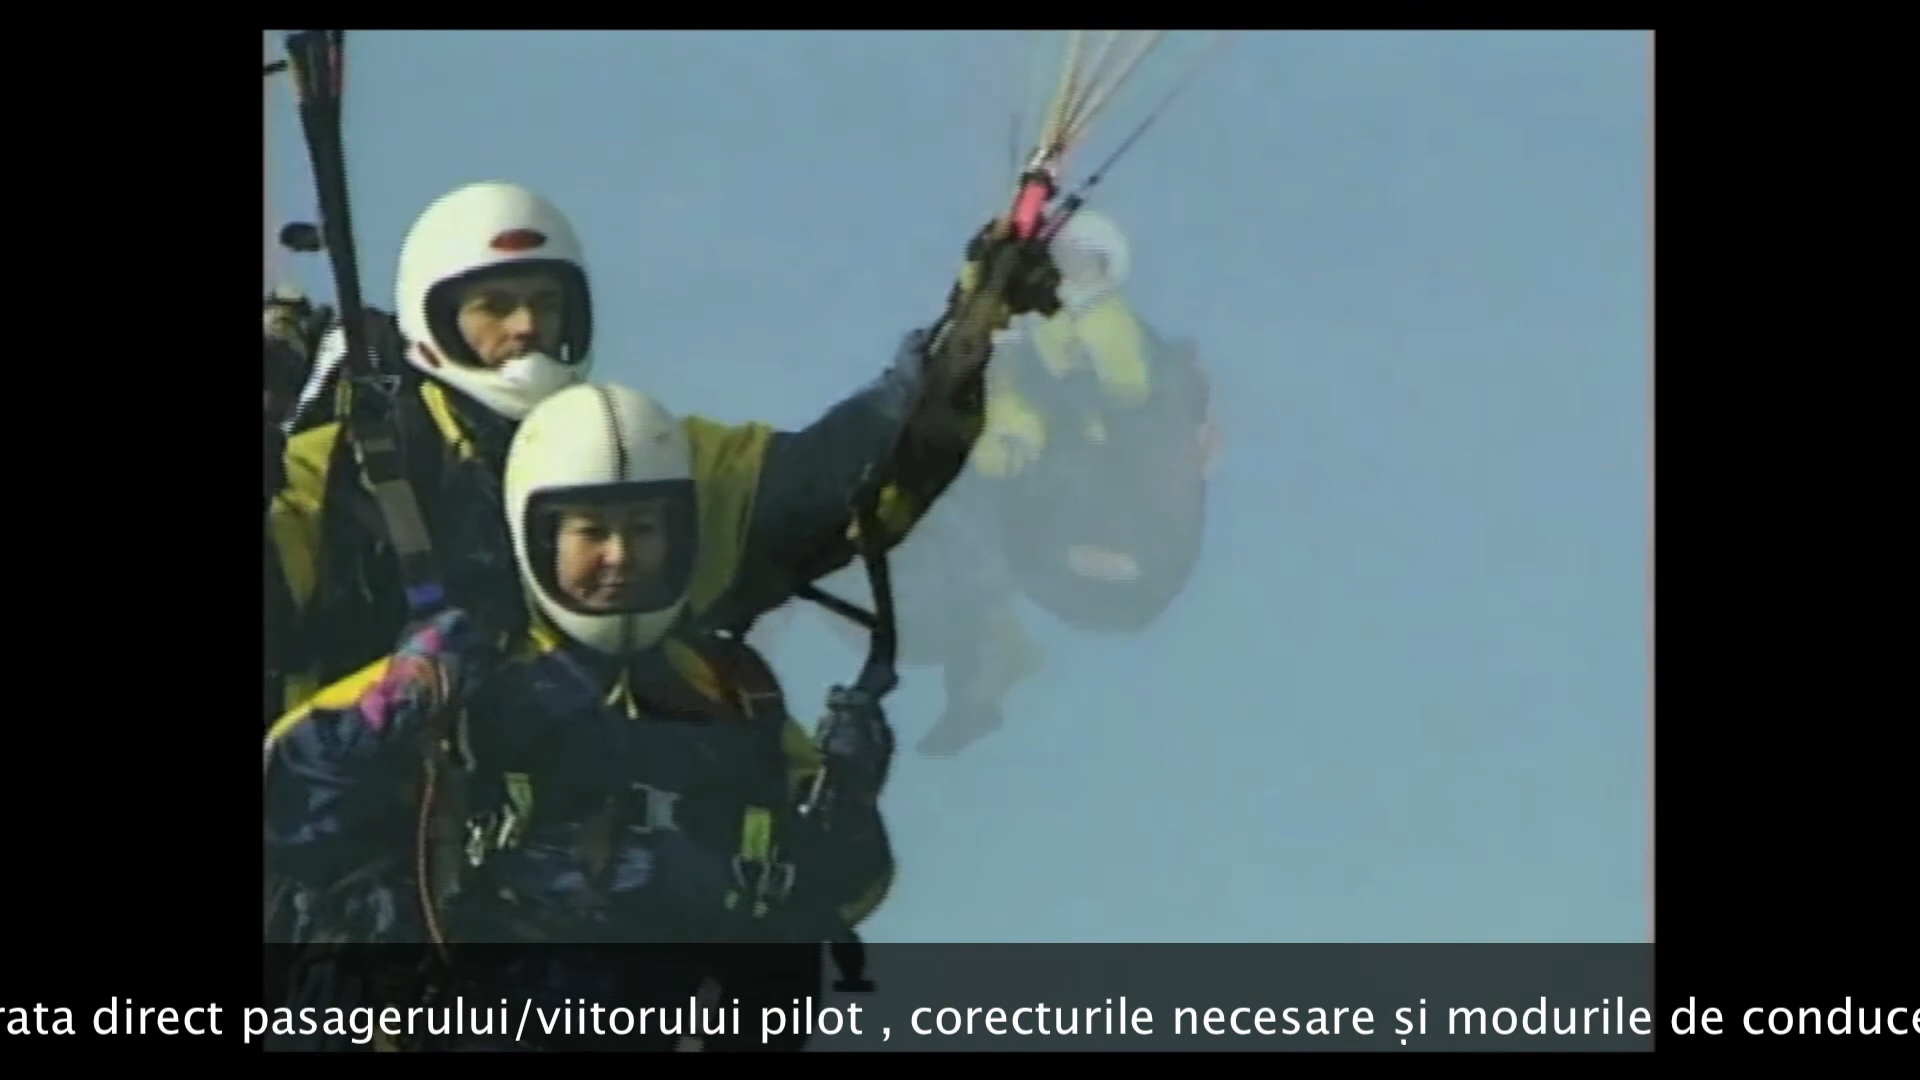 rata direct pasagerului/viitorului pilot , corecturile necesare și modurile de conduce